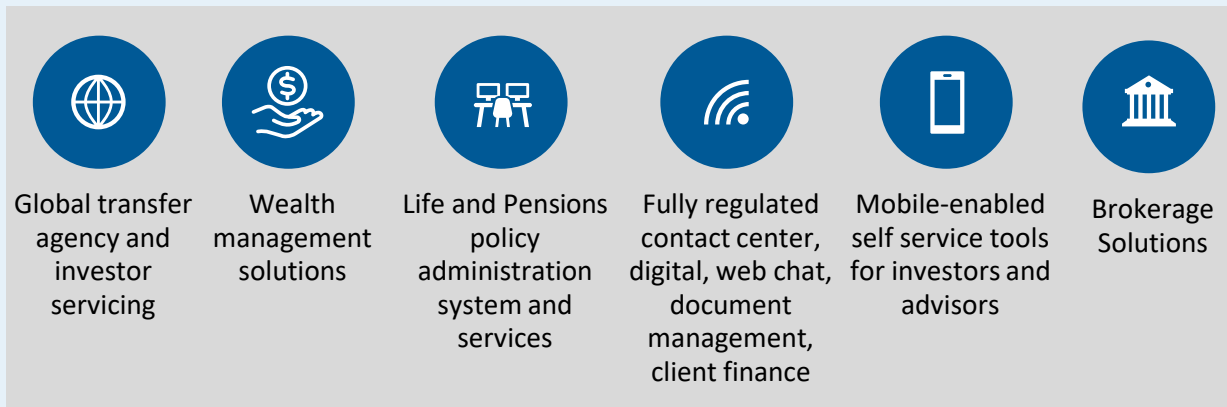 $
Global transfer
agency and
investor
servicing
Wealth
management
solutions
Life and Pensions
policy
administration
system and
services
Fully regulated
contact center,
digital, web chat,
document
management,
client finance
Mobile-enabled
self service tools
for investors and
advisors
Brokerage
Solutions